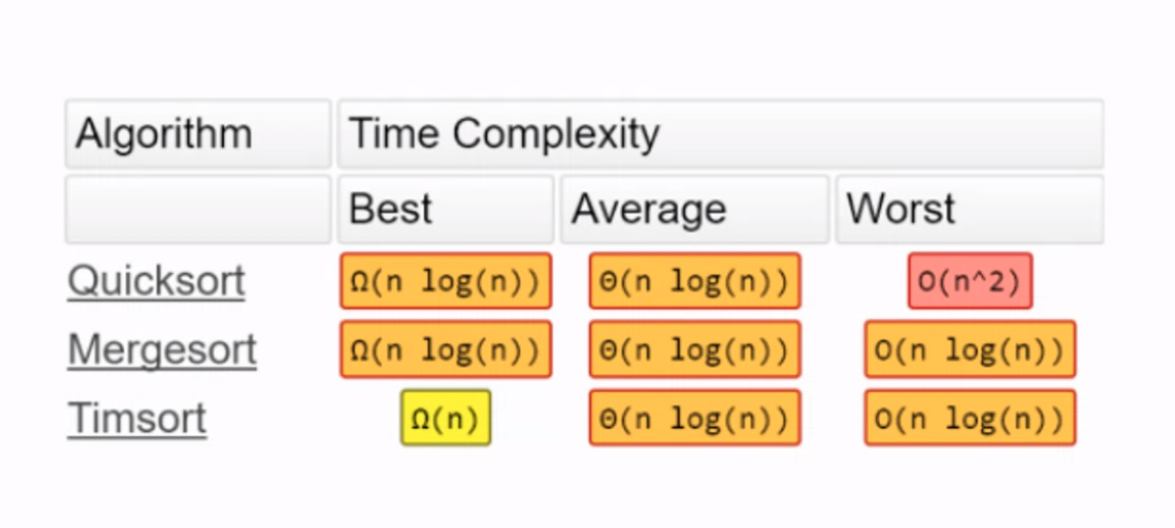 Algorithm Time Complexity
Best Average Worst
Quicksort Ω(n log(n)) Θ(n log(n)) O(n^2)
Mergesort Ω(n log(n)) Θ(n log(n)) O(n log(n))
Timsort Ω(n) Θ(n log(n)) O(n log(n))